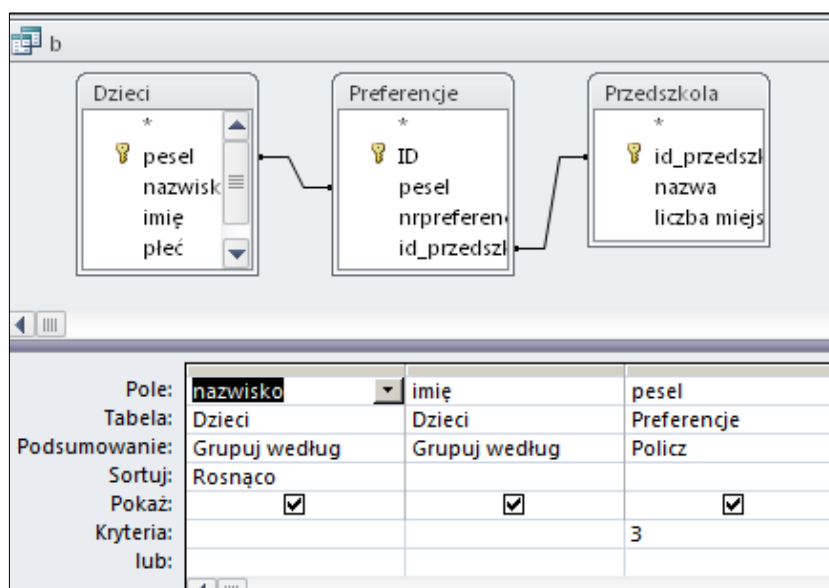 b
Dzieci Preferencje Przedszkola
* * *
pesel ID id_przedszk
nazwisk pesel nazwa
imię nrpreferen liczba miejs
płeć id_przedszk
Pole: nazwisko imię pesel
Tabela: Dzieci Dzieci Preferencje
Podsumowanie: Grupuj według Grupuj według Policz
Sortuj: Rosnąco
Pokaż:
Kryteria: 3
lub: